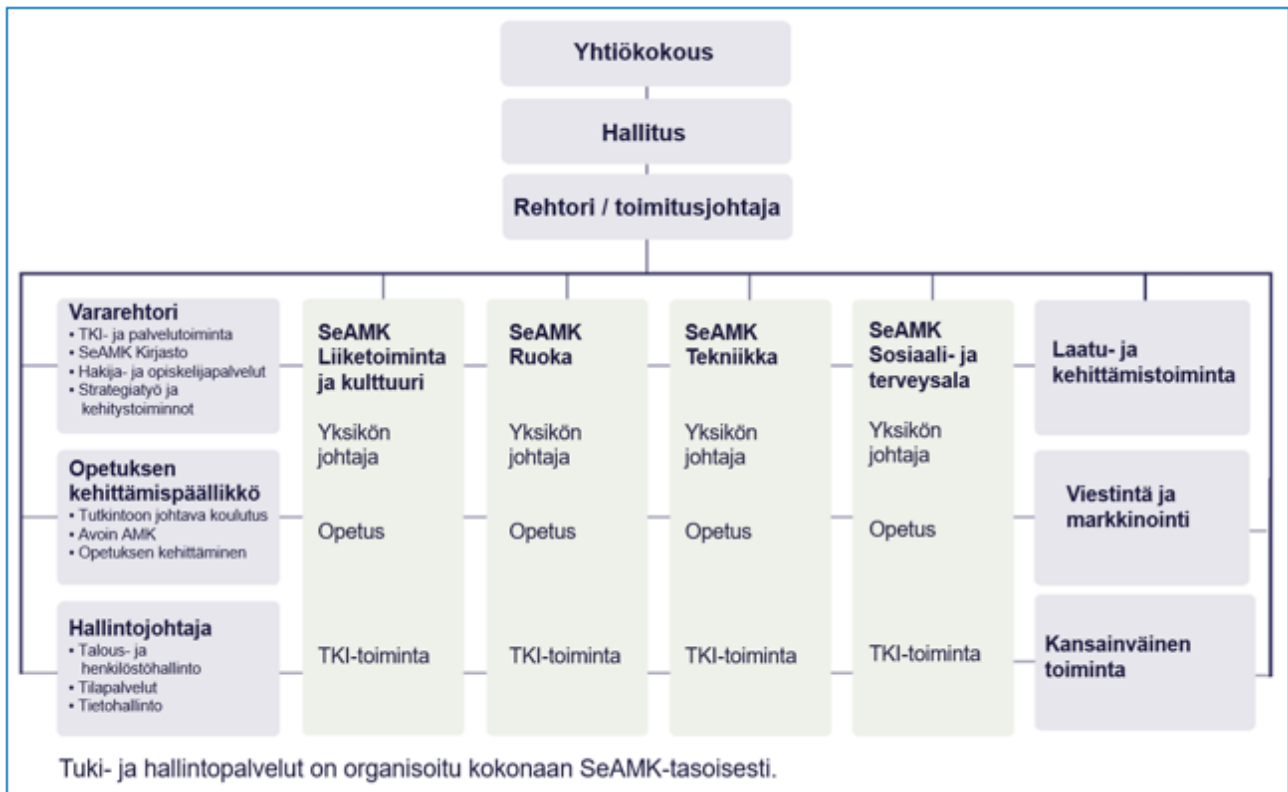 Yhtiökokous
Hallitus
Rehtori / toimitusjohtaja
Vararehtori
• TKI- ja palvelutoiminta
• SeAMK Kirjasto
• Hakija- ja opiskelijapalvelut
• Strategiatyö ja
kehitystoiminnot
Opetuksen
kehittämispäällikkö
• Tutkintoon johtava koulutus
• Avoin AMK
• Opetuksen kehittäminen
Hallintojohtaja
• Talous- ja
henkilöstöhallinto
• Tilapalvelut
• Tietohallinto
SeAMK
Liiketoiminta
ja kulttuuri
Yksikön
johtaja
Opetus
TKI-toiminta
SeAMK
Ruoka
Yksikön
johtaja
Opetus
TKI-toiminta
SeAMK
Tekniikka
Yksikön
johtaja
Opetus
TKI-toiminta
SeAMK
Sosiaali- ja
terveysala
Yksikön
johtaja
Opetus
TKI-toiminta
Laatu- ja
kehittämistoiminta
Viestintä ja
markkinointi
Kansainväinen
toiminta
Tuki- ja hallintopalvelut on organisoitu kokonaan SeAMK-tasoisesti.